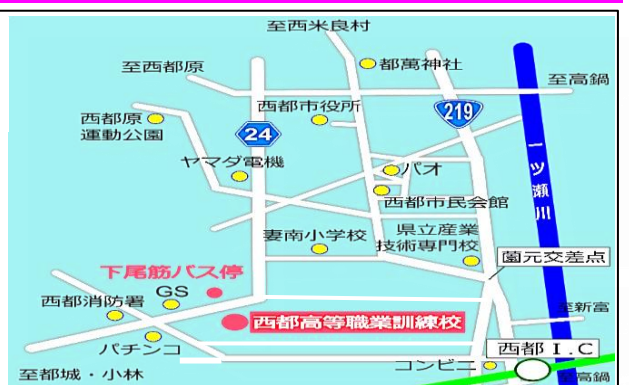 至西米良村
都萬神社
至西都原
至高鍋
219
西都市役所
西都原
運動公園
24
一ツ瀬川
ヤマダ電機
パオ
西都市民会館
妻南小学校
県立産業
技術専門校
薗元交差点
下尾筋バス停
GS
西都消防署
至新富
西都高等職業訓練校
パチンコ
西都I.C
コンビニ
至都城・小林
至高鍋